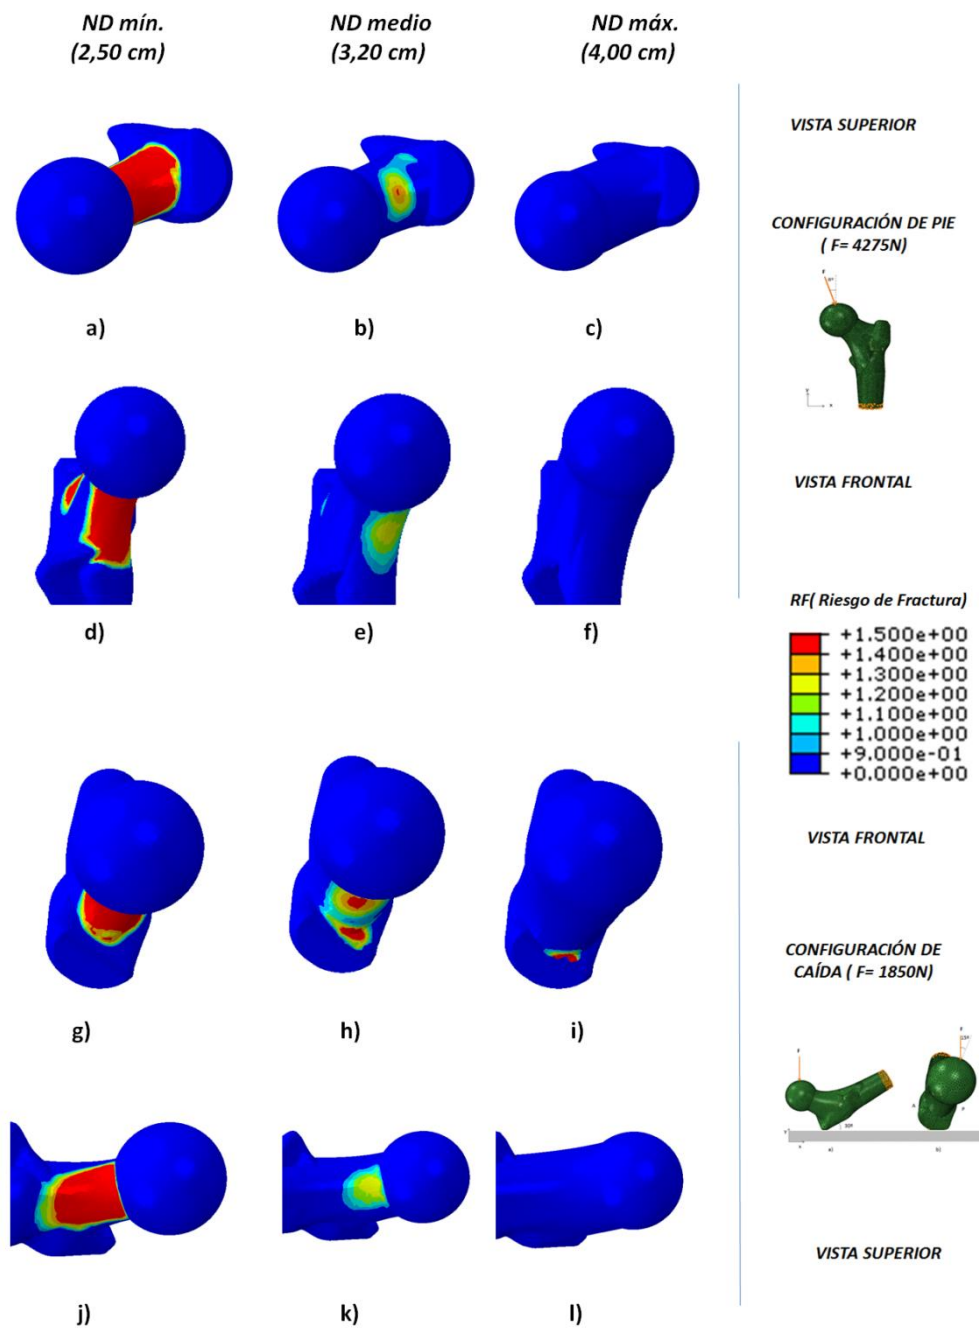 ND mín.
(2,50 cm)
ND medio
(3,20 cm)
ND máx.
(4,00 cm)
VISTA SUPERIOR
CONFIGURACIÓN DE PIE
( F= 4275N)
F
a)
b)
c)
VISTA FRONTAL
RF( Riesgo de Fractura)
+1.500e+00
+1.400e+00
+1.300e+00
+1.200e+00
+1.100e+00
+1.000e+00
+9.000e-01
+0.000e+00
d)
e)
f)
VISTA FRONTAL
CONFIGURACIÓN DE
CAÍDA ( F= 1850N)
g)
h)
i)
F
F
a)
b)
VISTA SUPERIOR
j)
k)
l)